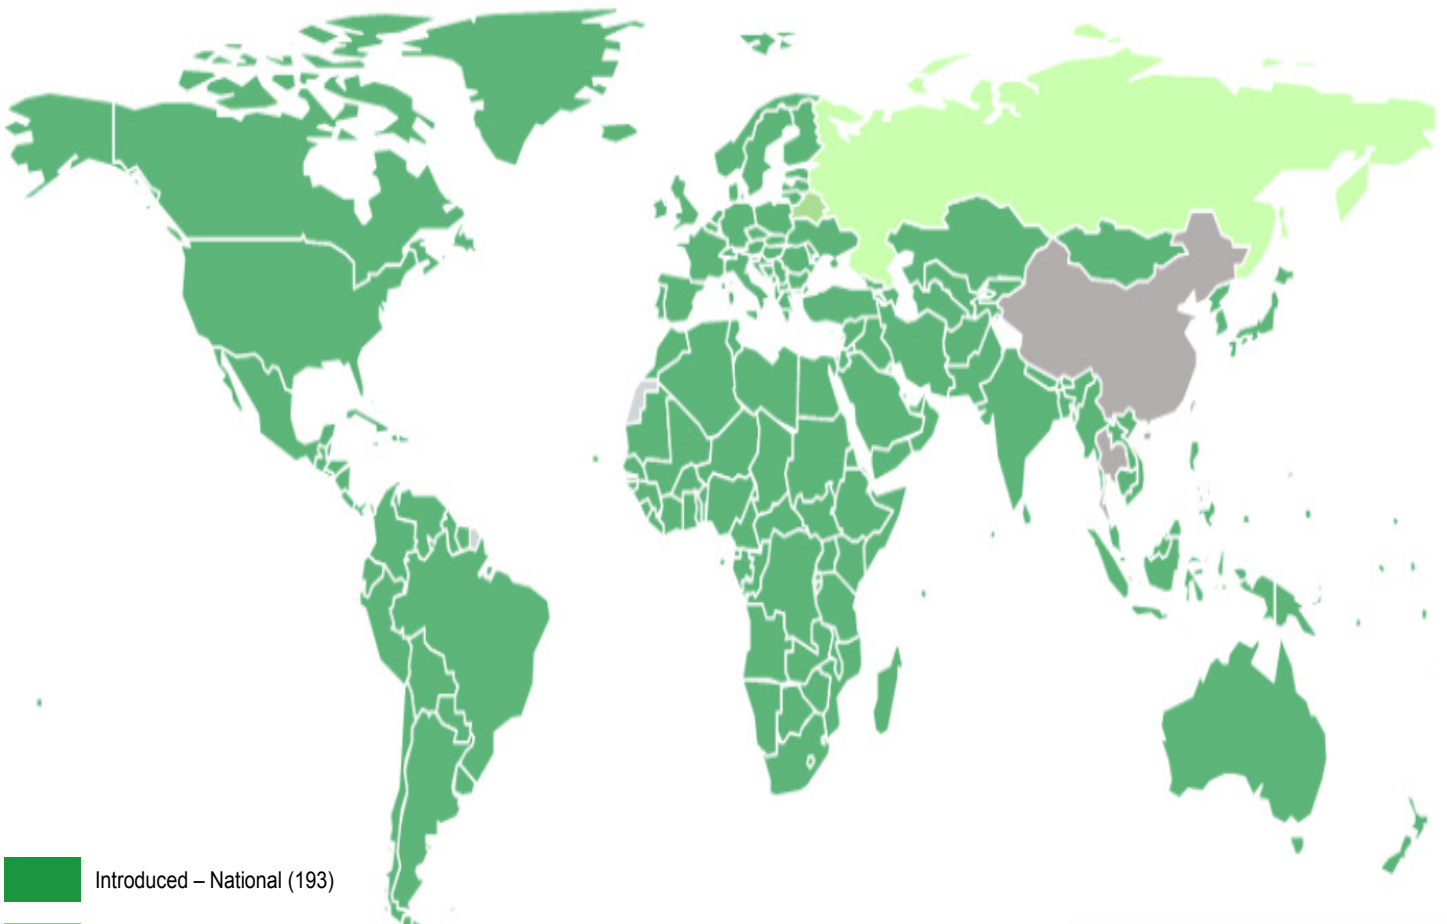 Introduced – National (193)